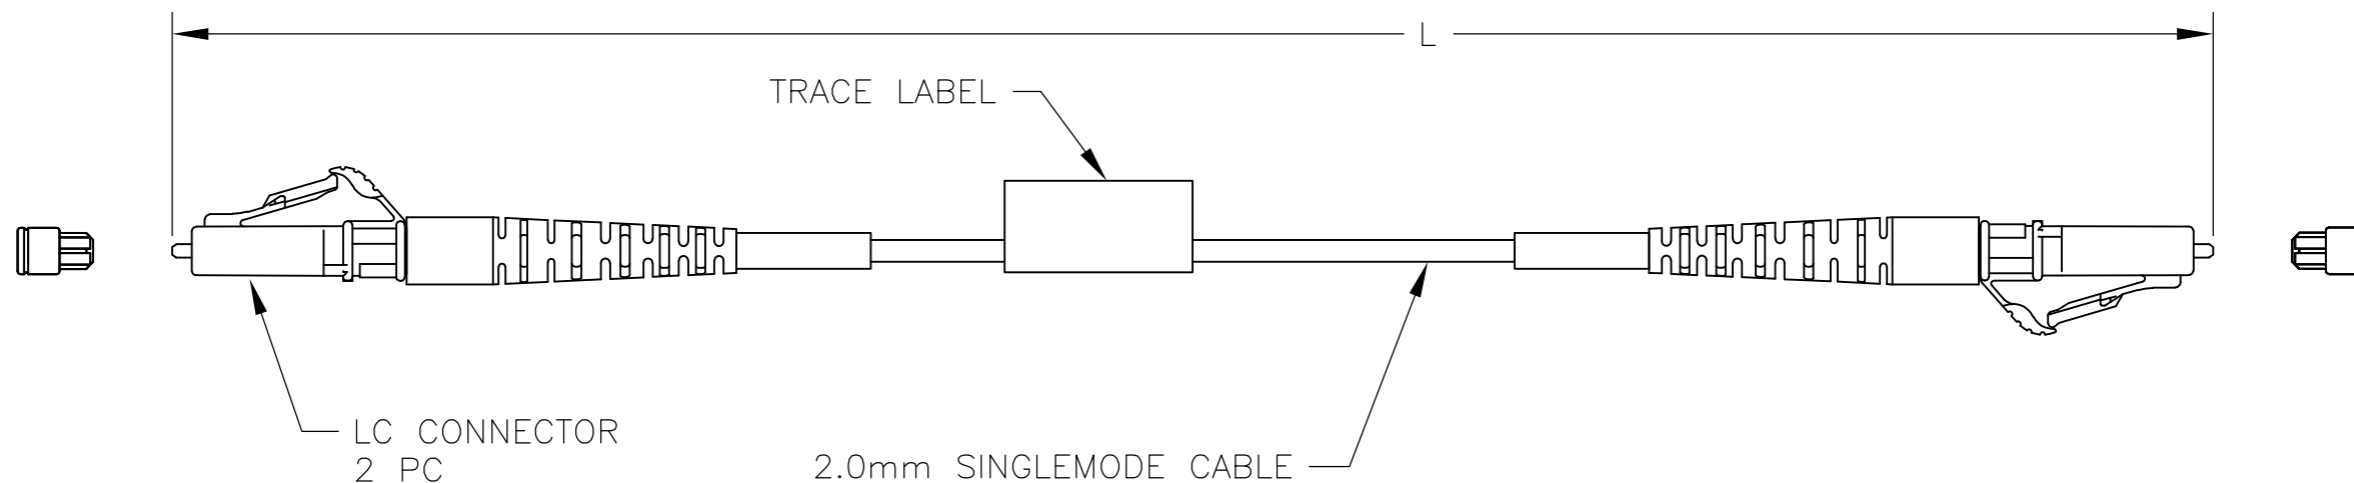 L
TRACE LABEL
LC CONNECTOR
2 PC
2.0mm SINGLEMODE CABLE